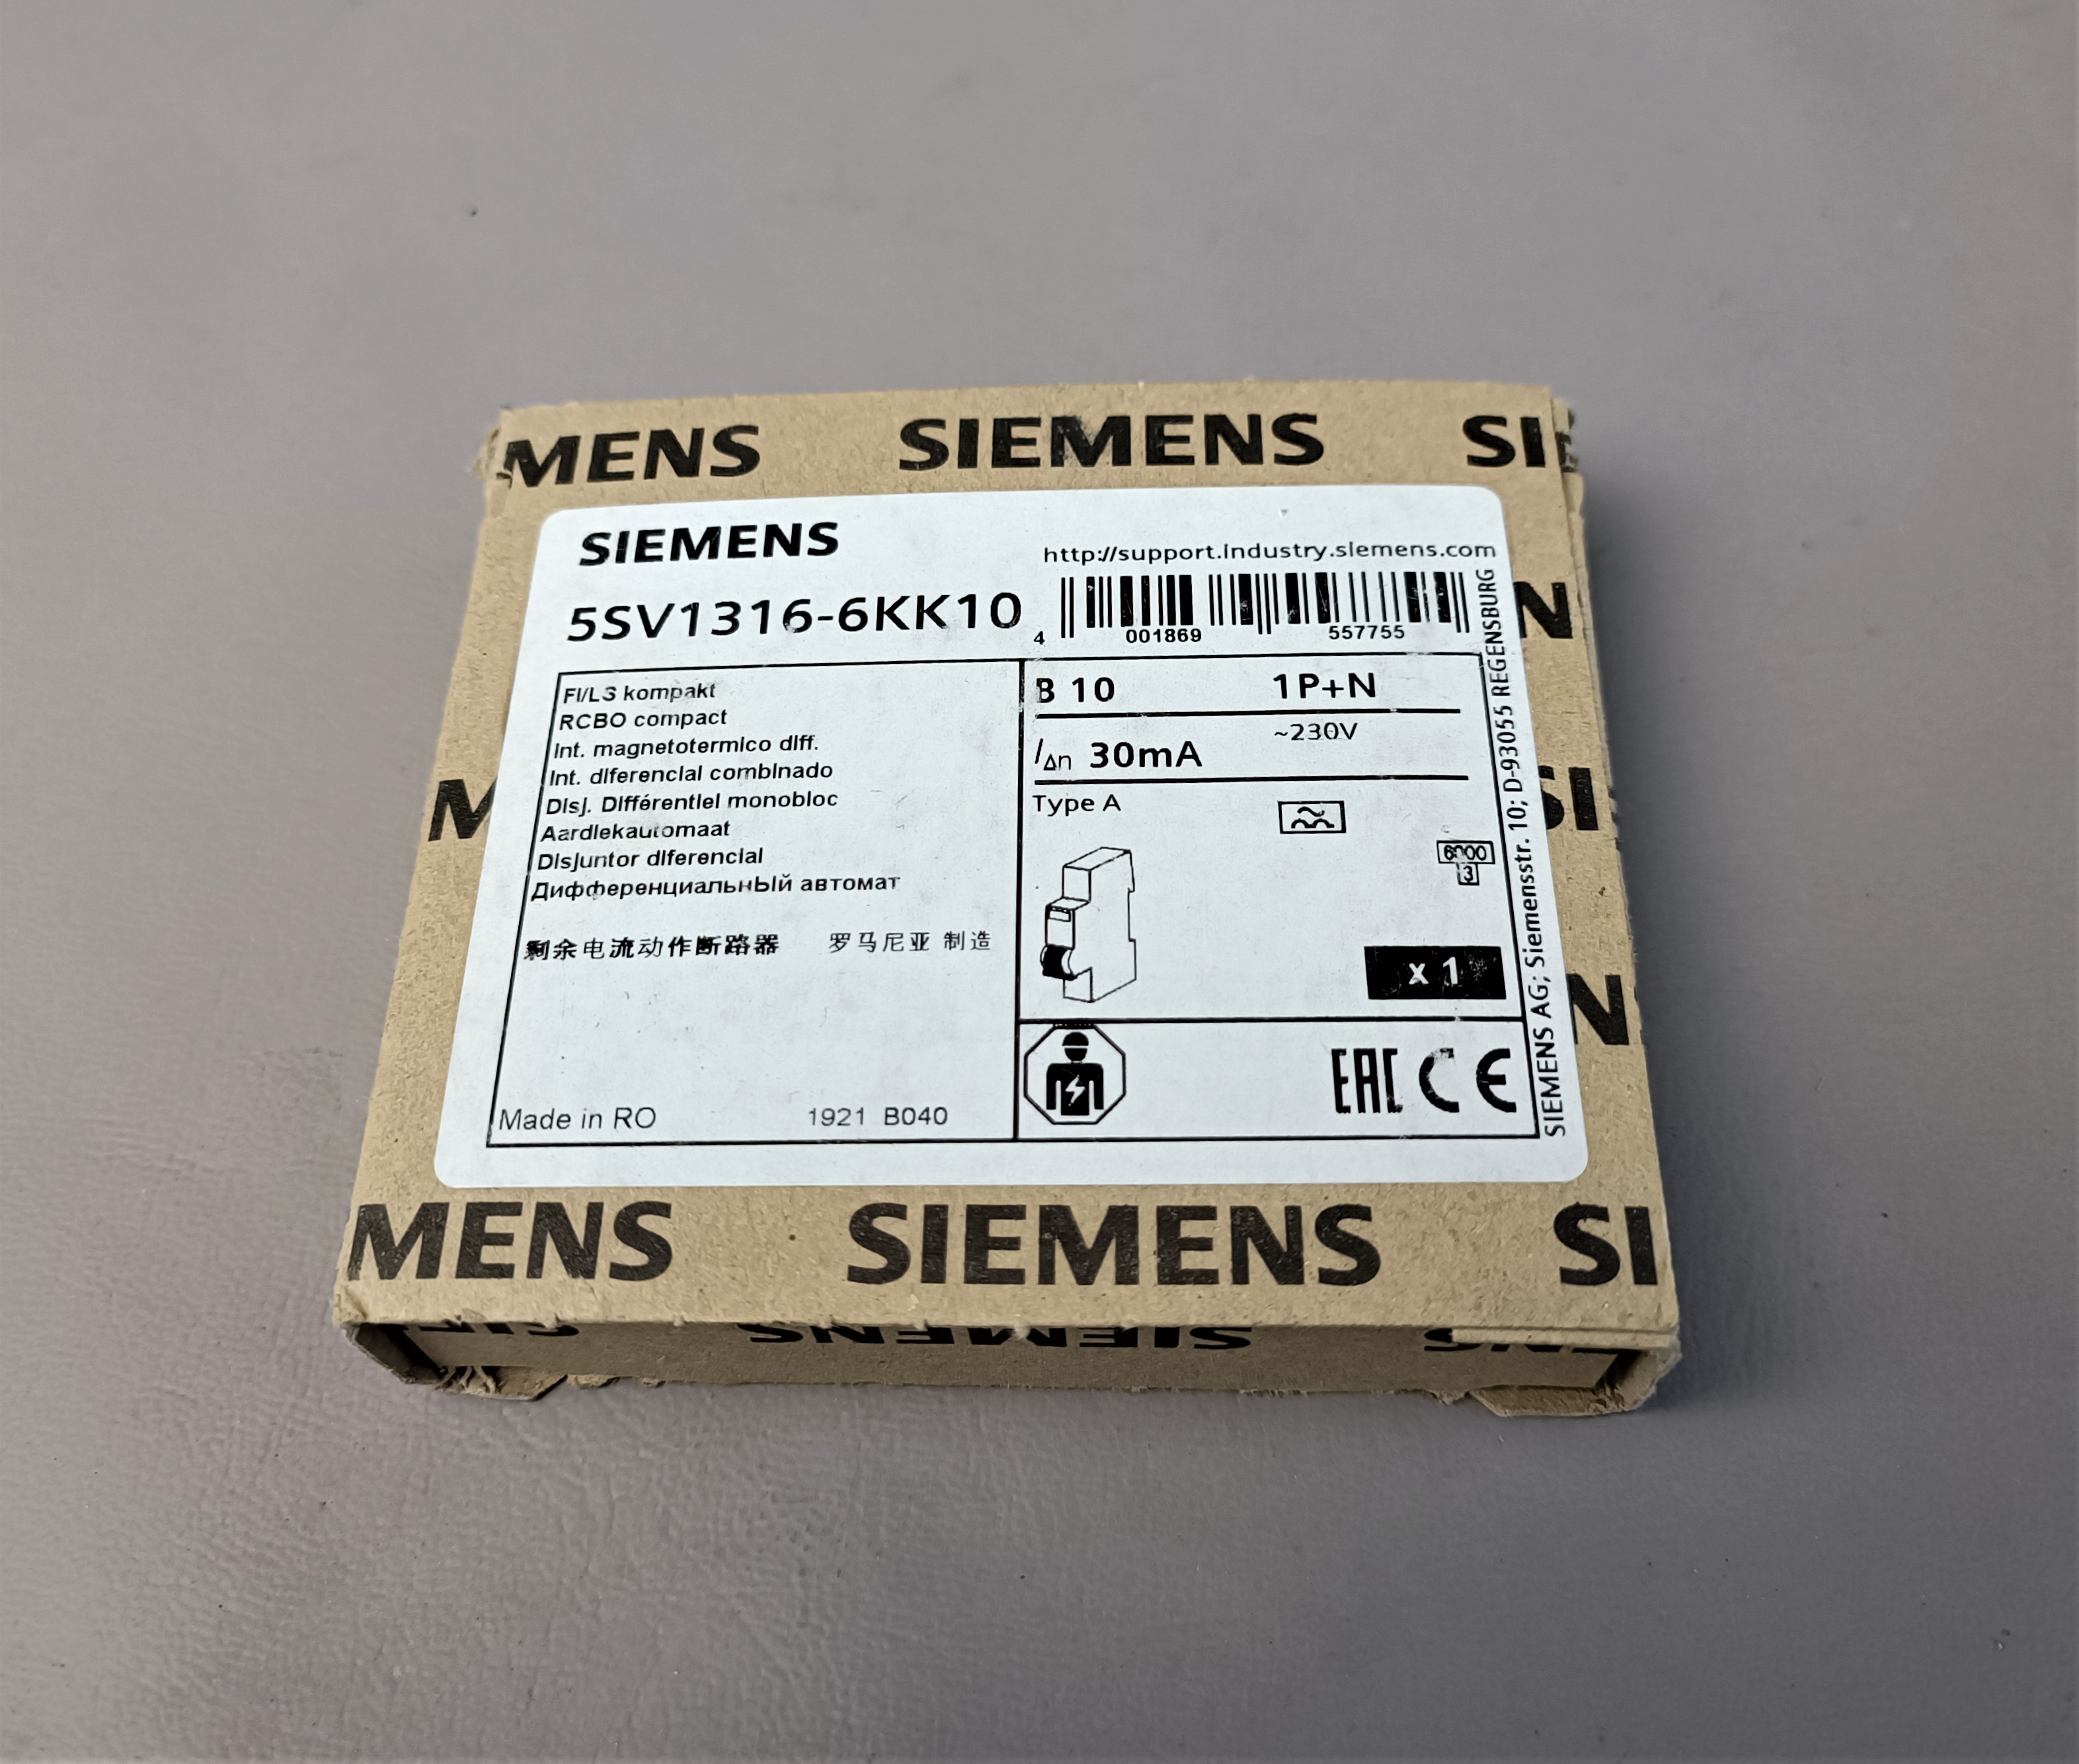 MENS SIEMENS SIE
SIEMENS
http://support.industry.siemens.com
5SV1316-6KK10
4 001869 557755
FI/LS kompakt
RCBO compact
Int. magnetotermico diff.
Int. diferencial combinado
Disj. Différentiel monobloc
Aardlekautomaat
Disjuntor diferencial
Дифференциальный автомат
剩余电流动作断路器 罗马尼亚 制造
Made in RO 1921 B040
B 10 1P+N
~230V
I∆n 30mA
Type A
6000
3
x 1
EAC CE
SIEMENS AG; Siemensstr. 10; D-93055 REGENSBURG
N
M SI
N
MENS SIEMENS SI
SIEMENS